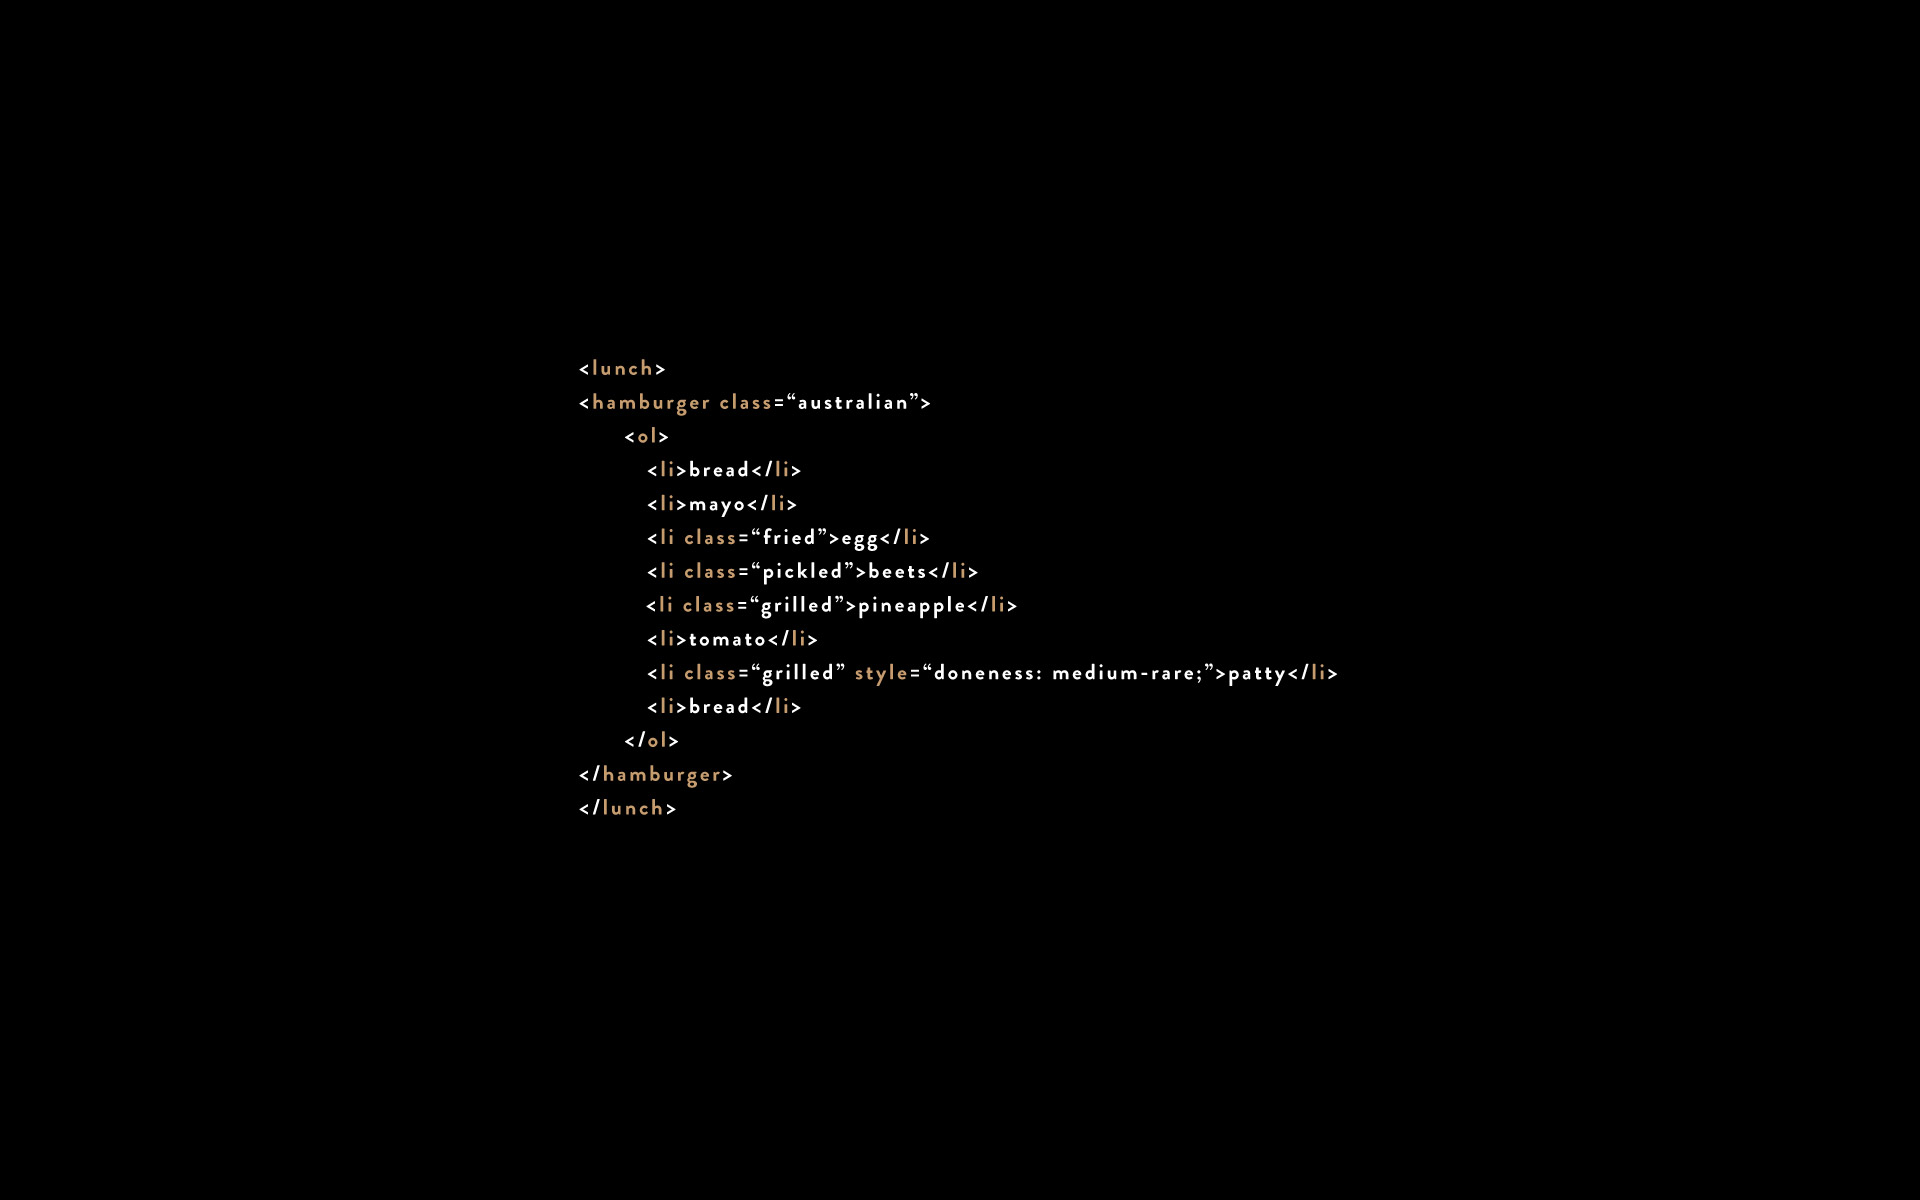 <lunch>
<hamburger class=“australian”>
<ol>
<li>bread</li>
<li>mayo</li>
<li class=“fried”>egg</li>
<li class=“pickled”>beets</li>
<li class=“grilled”>pineapple</li>
<li>tomato</li>
<li class=“grilled” style=“doneness: medium-rare;”>patty</li>
<li>bread</li>
</ol>
</hamburger>
</lunch>